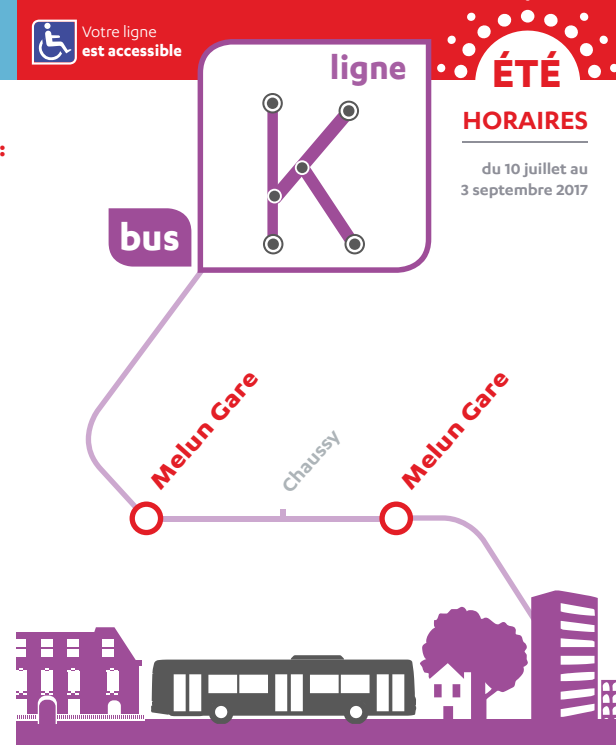 Votre ligne
est accessible
:
ligne
K
bus
ÉTÉ
HORAIRES
du 10 juillet au
3 septembre 2017
Melun Gare
Chaussy
Melun Gare